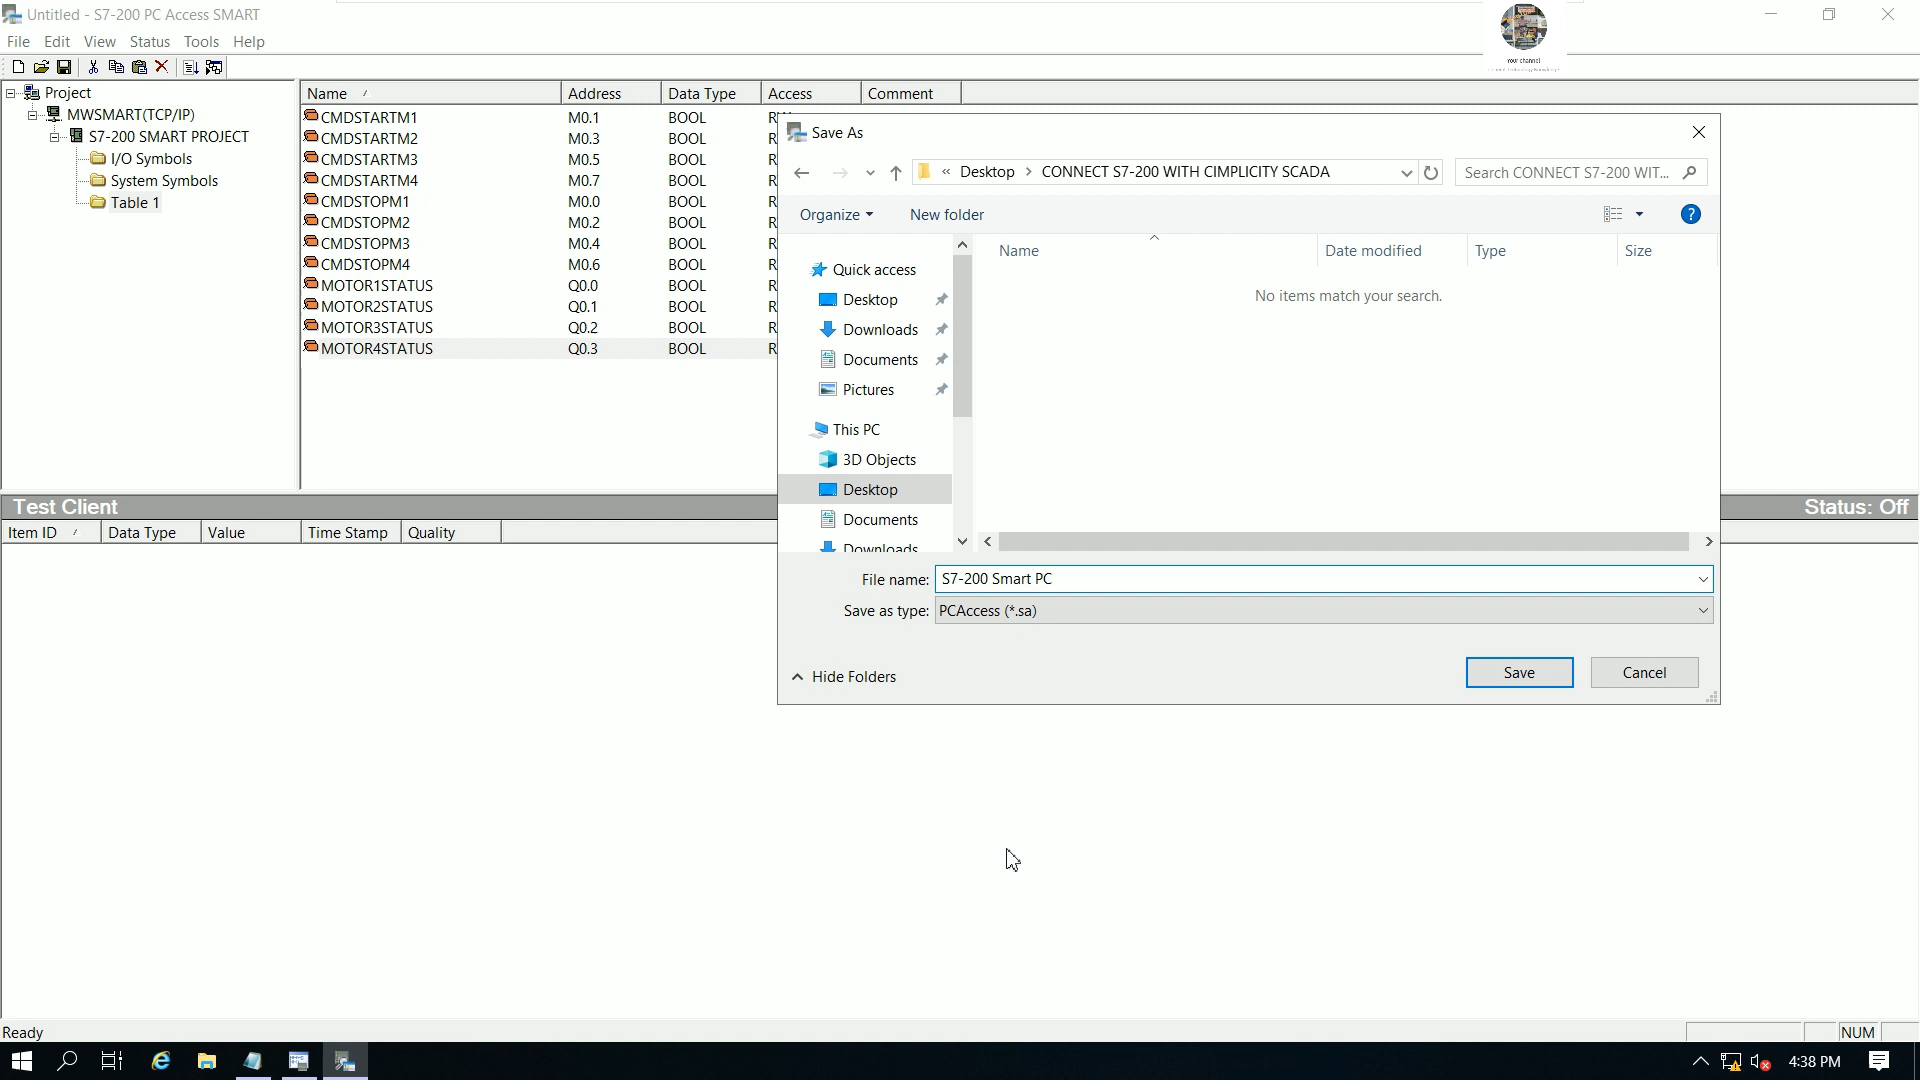 Untitled - S7-200 PC Access SMART
File Edit View Status Tools Help
Your channel
Project
MWSMART(TCP/IP)
S7-200 SMART PROJECT
I/O Symbols
System Symbols
Table 1
Name Address Data Type Access Comment
CMDSTARTM1 M0.1 BOOL
CMDSTARTM2 M0.3 BOOL R
CMDSTARTM3 M0.5 BOOL R
CMDSTARTM4 M0.7 BOOL R
CMDSTOPM1 M0.0 BOOL R
CMDSTOPM2 M0.2 BOOL R
CMDSTOPM3 M0.4 BOOL R
CMDSTOPM4 M0.6 BOOL R
MOTOR1STATUS Q0.0 BOOL R
MOTOR2STATUS Q0.1 BOOL R
MOTOR3STATUS Q0.2 BOOL R
MOTOR4STATUS Q0.3 BOOL R
Save As
« Desktop > CONNECT S7-200 WITH CIMPLICITY SCADA
Search CONNECT S7-200 WIT...
Organize New folder
?
Quick access
Desktop
Downloads
Documents
Pictures
This PC
3D Objects
Desktop
Documents
Downloads
Name Date modified Type Size
No items match your search.
File name: S7-200 Smart PC
Save as type: PCAccess (*.sa)
Hide Folders
Save Cancel
Test Client Status: Off
Item ID Data Type Value Time Stamp Quality
Ready
NUM
4:38 PM